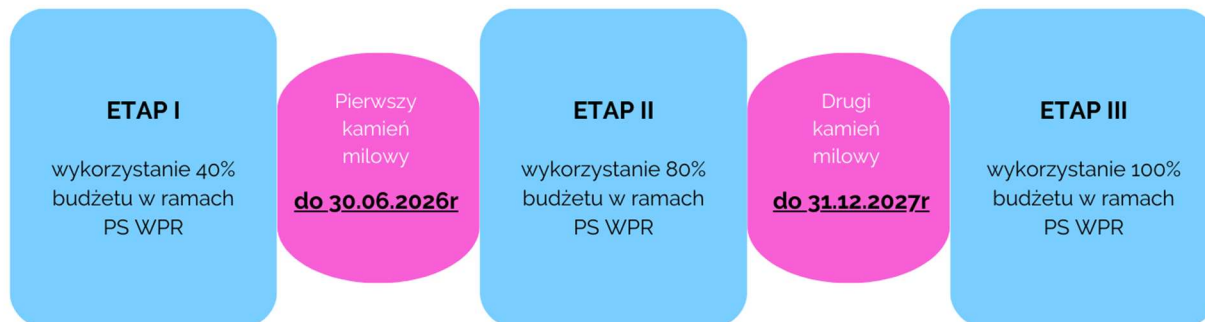 ETAP I
wykorzystanie 40%
budżetu w ramach
PS WPR
Pierwszy
kamień
milowy
do 30.06.2026r
ETAP II
wykorzystanie 80%
budżetu w ramach
PS WPR
Drugi
kamień
milowy
do 31.12.2027r
ETAP III
wykorzystanie 100%
budżetu w ramach
PS WPR